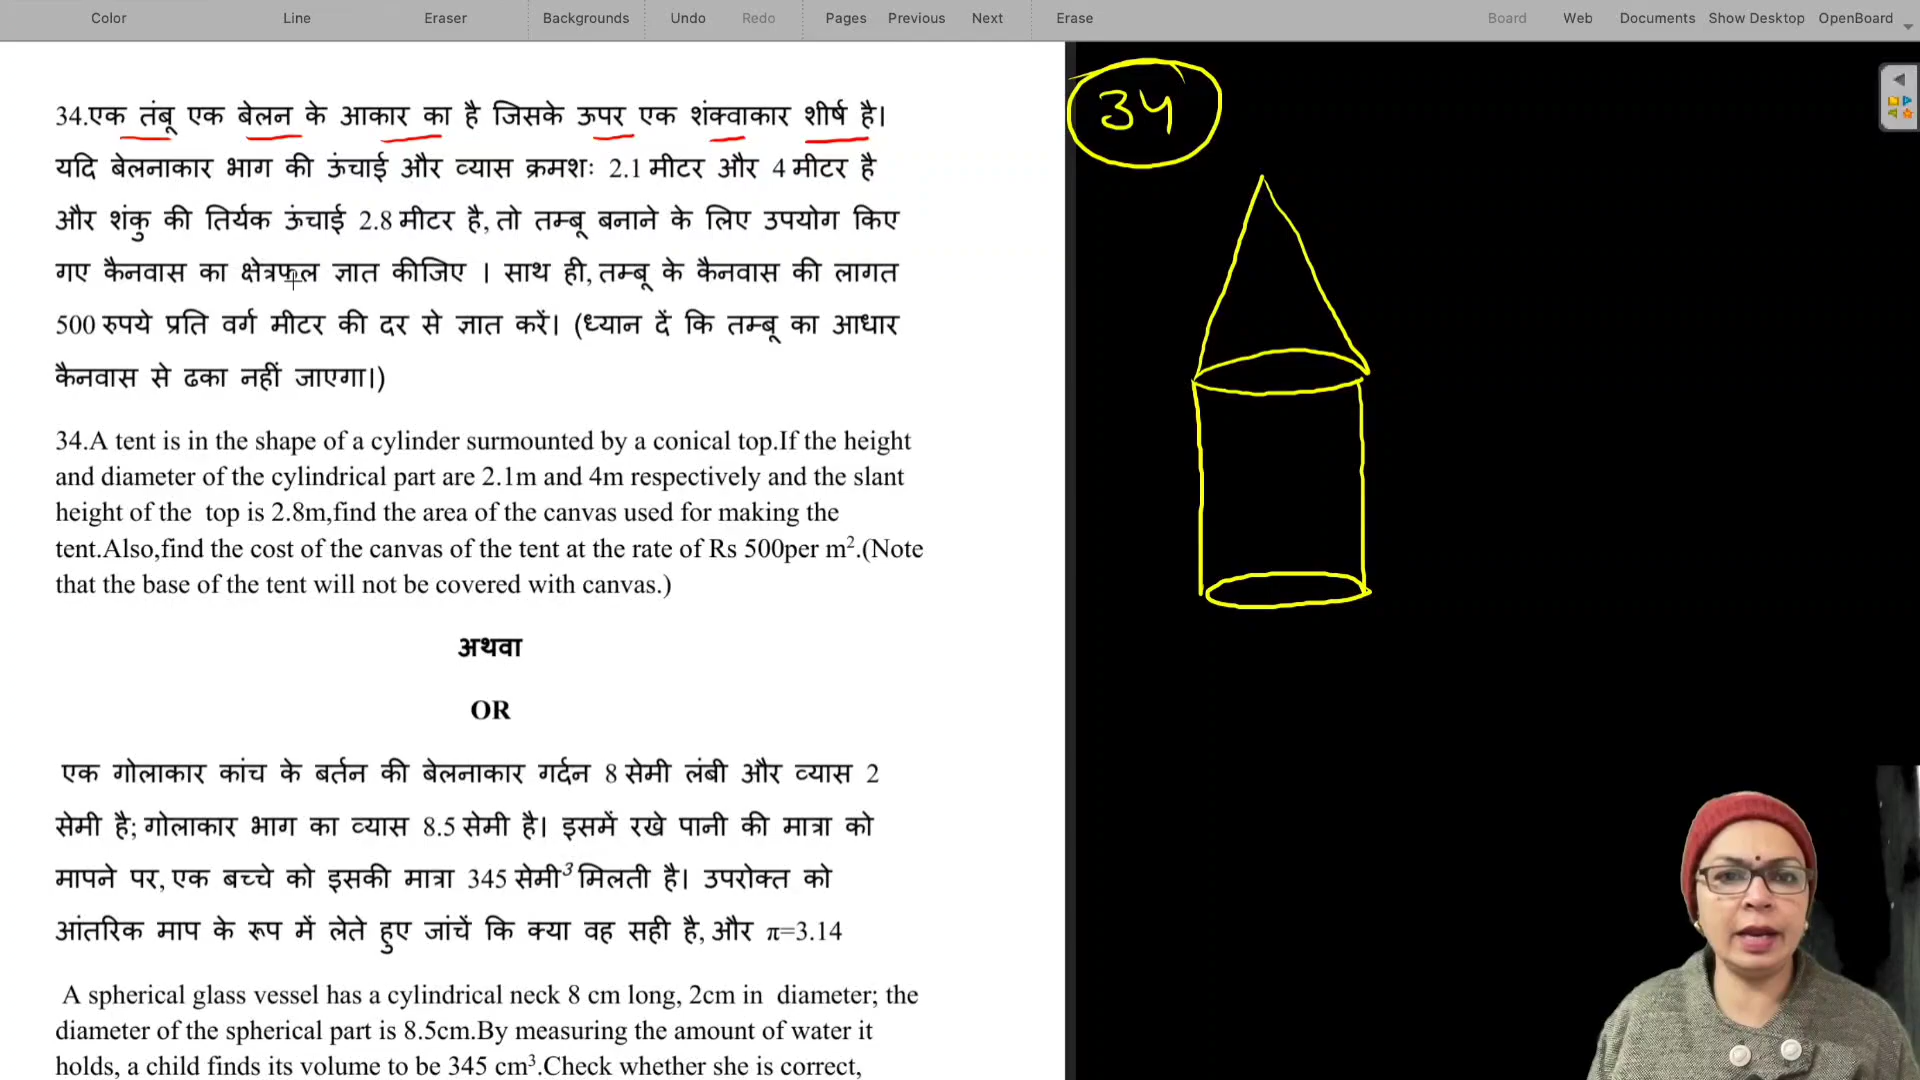 Color Line Eraser Backgrounds Undo Redo Pages Previous Next Erase Board Web Documents Show Desktop OpenBoard
34.एक तंबू एक बेलन के आकार का है जिसके ऊपर एक शंक्वाकार शीर्ष है।
यदि बेलनाकार भाग की ऊंचाई और व्यास क्रमशः 2.1 मीटर और 4 मीटर है
और शंकु की तिर्यक ऊंचाई 2.8 मीटर है, तो तम्बू बनाने के लिए उपयोग किए
गए कैनवास का क्षेत्रफल ज्ञात कीजिए । साथ ही, तम्बू के कैनवास की लागत
500 रुपये प्रति वर्ग मीटर की दर से ज्ञात करें। (ध्यान दें कि तम्बू का आधार
कैनवास से ढका नहीं जाएगा।)
34.A tent is in the shape of a cylinder surmounted by a conical top.If the height
and diameter of the cylindrical part are 2.1m and 4m respectively and the slant
height of the top is 2.8m,find the area of the canvas used for making the
tent.Also,find the cost of the canvas of the tent at the rate of Rs 500per m².(Note
that the base of the tent will not be covered with canvas.)
अथवा
OR
एक गोलाकार कांच के बर्तन की बेलनाकार गर्दन 8 सेमी लंबी और व्यास 2
सेमी है; गोलाकार भाग का व्यास 8.5 सेमी है। इसमें रखे पानी की मात्रा को
मापने पर, एक बच्चे को इसकी मात्रा 345 सेमी³ मिलती है। उपरोक्त को
आंतरिक माप के रूप में लेते हुए जांचें कि क्या वह सही है, और π=3.14
A spherical glass vessel has a cylindrical neck 8 cm long, 2cm in diameter; the
diameter of the spherical part is 8.5cm.By measuring the amount of water it
holds, a child finds its volume to be 345 cm³.Check whether she is correct,
34